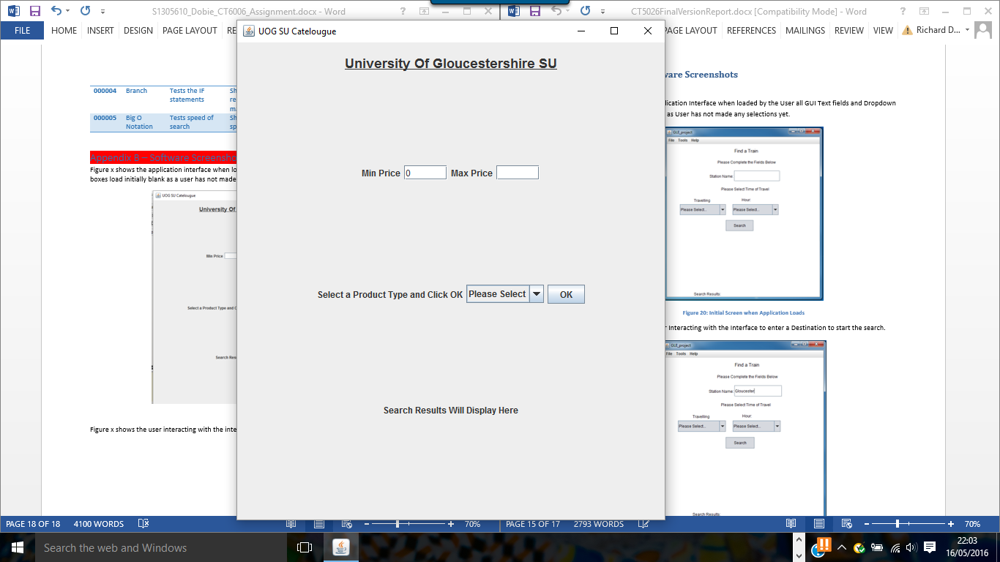 S1305610_Dobie_CT6006_Assignment.docx - Word
CT5026FinalVersionReport.docx [Compatibility Mode] - Word
FILE HOME INSERT DESIGN PAGE LAYOUT RE
PAGE LAYOUT REFERENCES MAILINGS REVIEW VIEW Richard D...
UOG SU Catelougue
University Of Gloucestershire SU
Min Price 0 Max Price
Select a Product Type and Click OK Please Select OK
Search Results Will Display Here
000004 Branch Tests the IF statements
000005 Big O Notation Tests speed of search
Appendix B – Software Screensho
Figure x shows the application interface when lo
boxes load initially blank as a user has not made
UOG SU Catelougue
University Of
Min Price
Select a Product Type and C
Search Resu
Figure x shows the user interacting with the inte
ware Screenshots
lication Interface when loaded by the User all GUI Text fields and Dropdown
as User has not made any selections yet.
GUI_project
File Tools Help
Find a Train
Please Complete the Fields Below
Station Name:
Please Select Time of Travel
Travelling Hour:
Please Select... Please Select...
Search
Search Results:
Figure 20: Initial Screen when Application Loads
r Interacting with the Interface to enter a Destination to start the search.
GUI_project
File Tools Help
Find a Train
Please Complete the Fields Below
Station Name: Gloucester
Please Select Time of Travel
Travelling Hour:
Please Select... Please Select...
Search
Search Results:
PAGE 18 OF 18 4100 WORDS 70%
PAGE 15 OF 17 2793 WORDS 70%
Search the web and Windows
22:03
16/05/2016